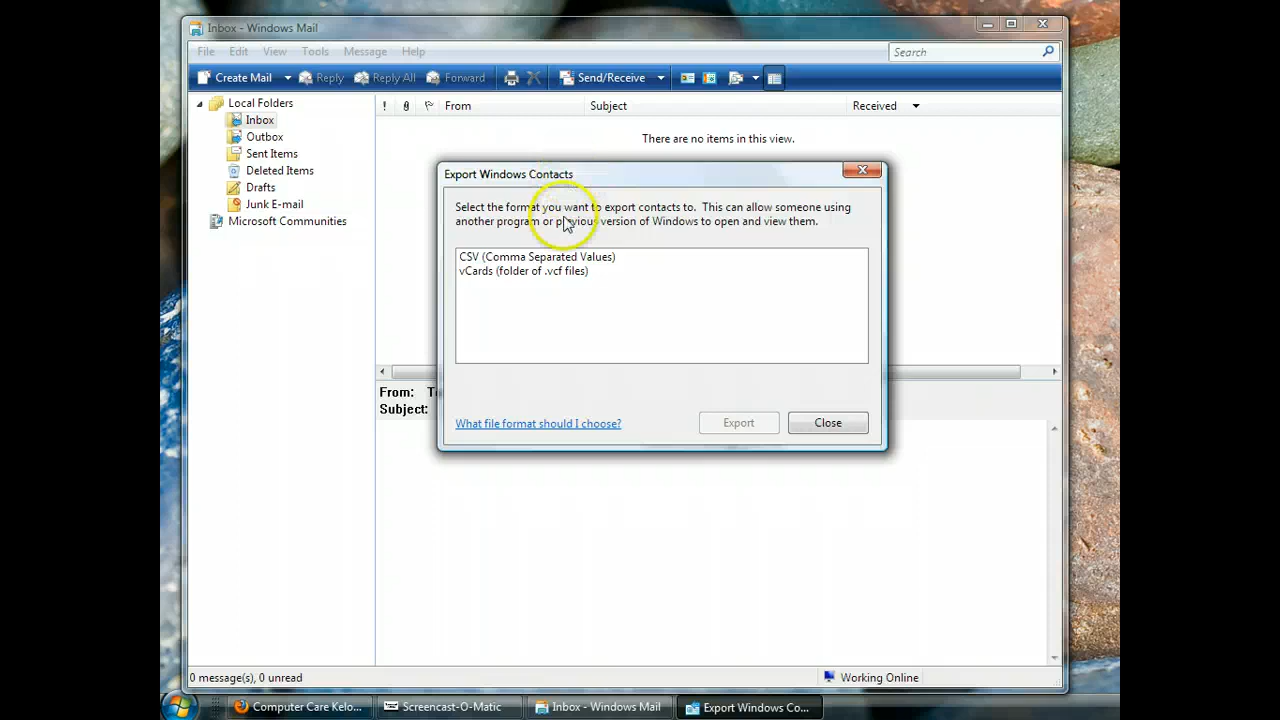 Inbox - Windows Mail
File Edit View Tools Message Help
Search
Create Mail Reply Reply All Forward Send/Receive
Local Folders
Inbox
Outbox
Sent Items
Deleted Items
Drafts
Junk E-mail
Microsoft Communities
! From Subject Received
There are no items in this view.
Export Windows Contacts
Select the format you want to export contacts to. This can allow someone using
another program or previous version of Windows to open and view them.
CSV (Comma Separated Values)
vCards (folder of .vcf files)
What file format should I choose? Export Close
From:
Subject:
0 message(s), 0 unread
Working Online
Computer Care Kelo... Screencast-O-Matic Inbox - Windows Mail Export Windows Co...